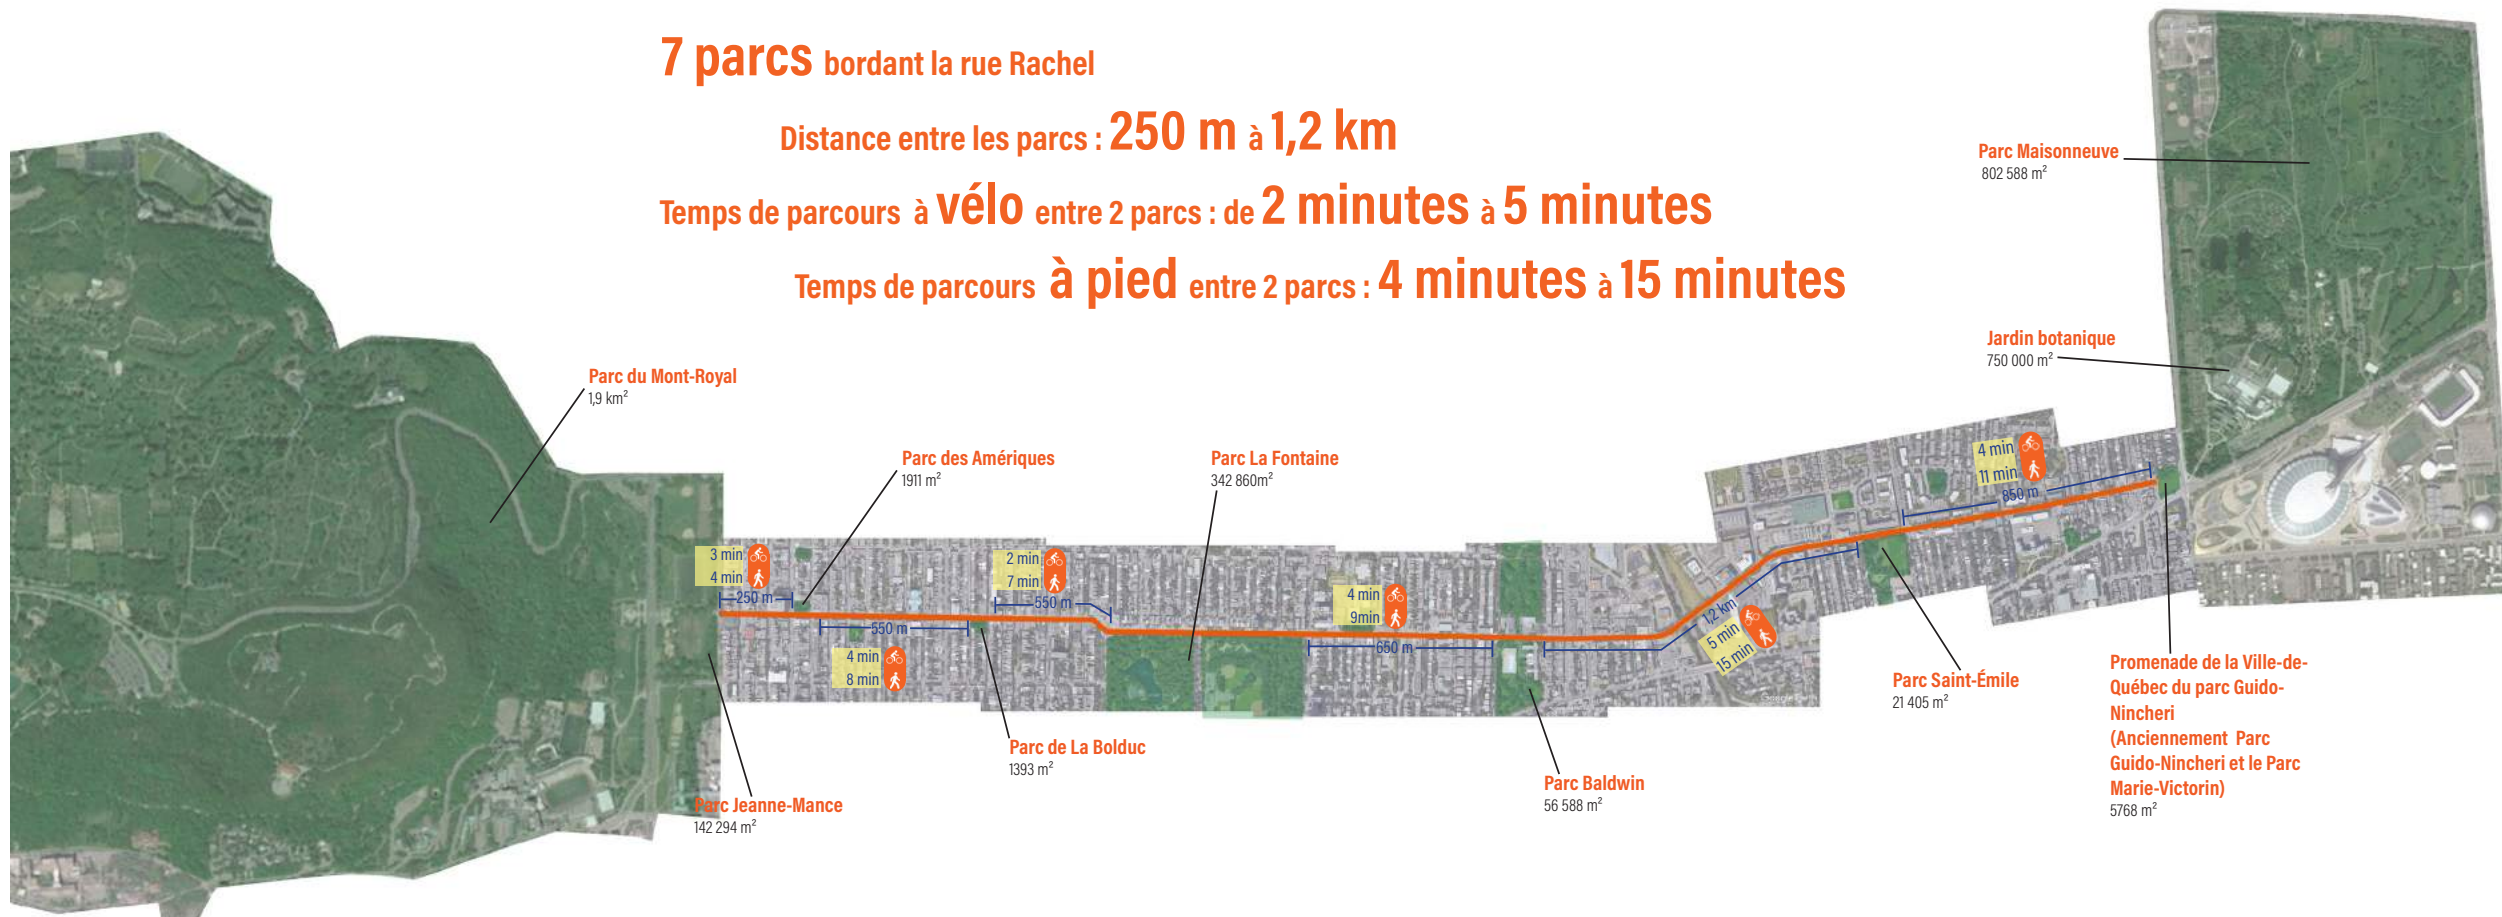 7 parcs bordant la rue Rachel
Distance entre les parcs : 250 m à 1,2 km
Temps de parcours à vélo entre 2 parcs : de 2 minutes à 5 minutes
Temps de parcours à pied entre 2 parcs : 4 minutes à 15 minutes
Parc Maisonneuve
802 588 m²
Jardin botanique
750 000 m²
Parc du Mont-Royal
1,9 km²
Parc des Amériques
1911 m²
Parc La Fontaine
342 860m²
3 min
4 min
250 m
4 min
8 min
550 m
2 min
7 min
550 m
4 min
9min
650 m
1,2 km
5 min
15 min
4 min
11 min
850 m
Parc Jeanne-Mance
142 294 m²
Parc de La Bolduc
1393 m²
Parc Baldwin
56 588 m²
Parc Saint-Émile
21 405 m²
Promenade de la Ville-de-
Québec du parc Guido-
Nincheri
(Anciennement Parc
Guido-Nincheri et le Parc
Marie-Victorin)
5768 m²